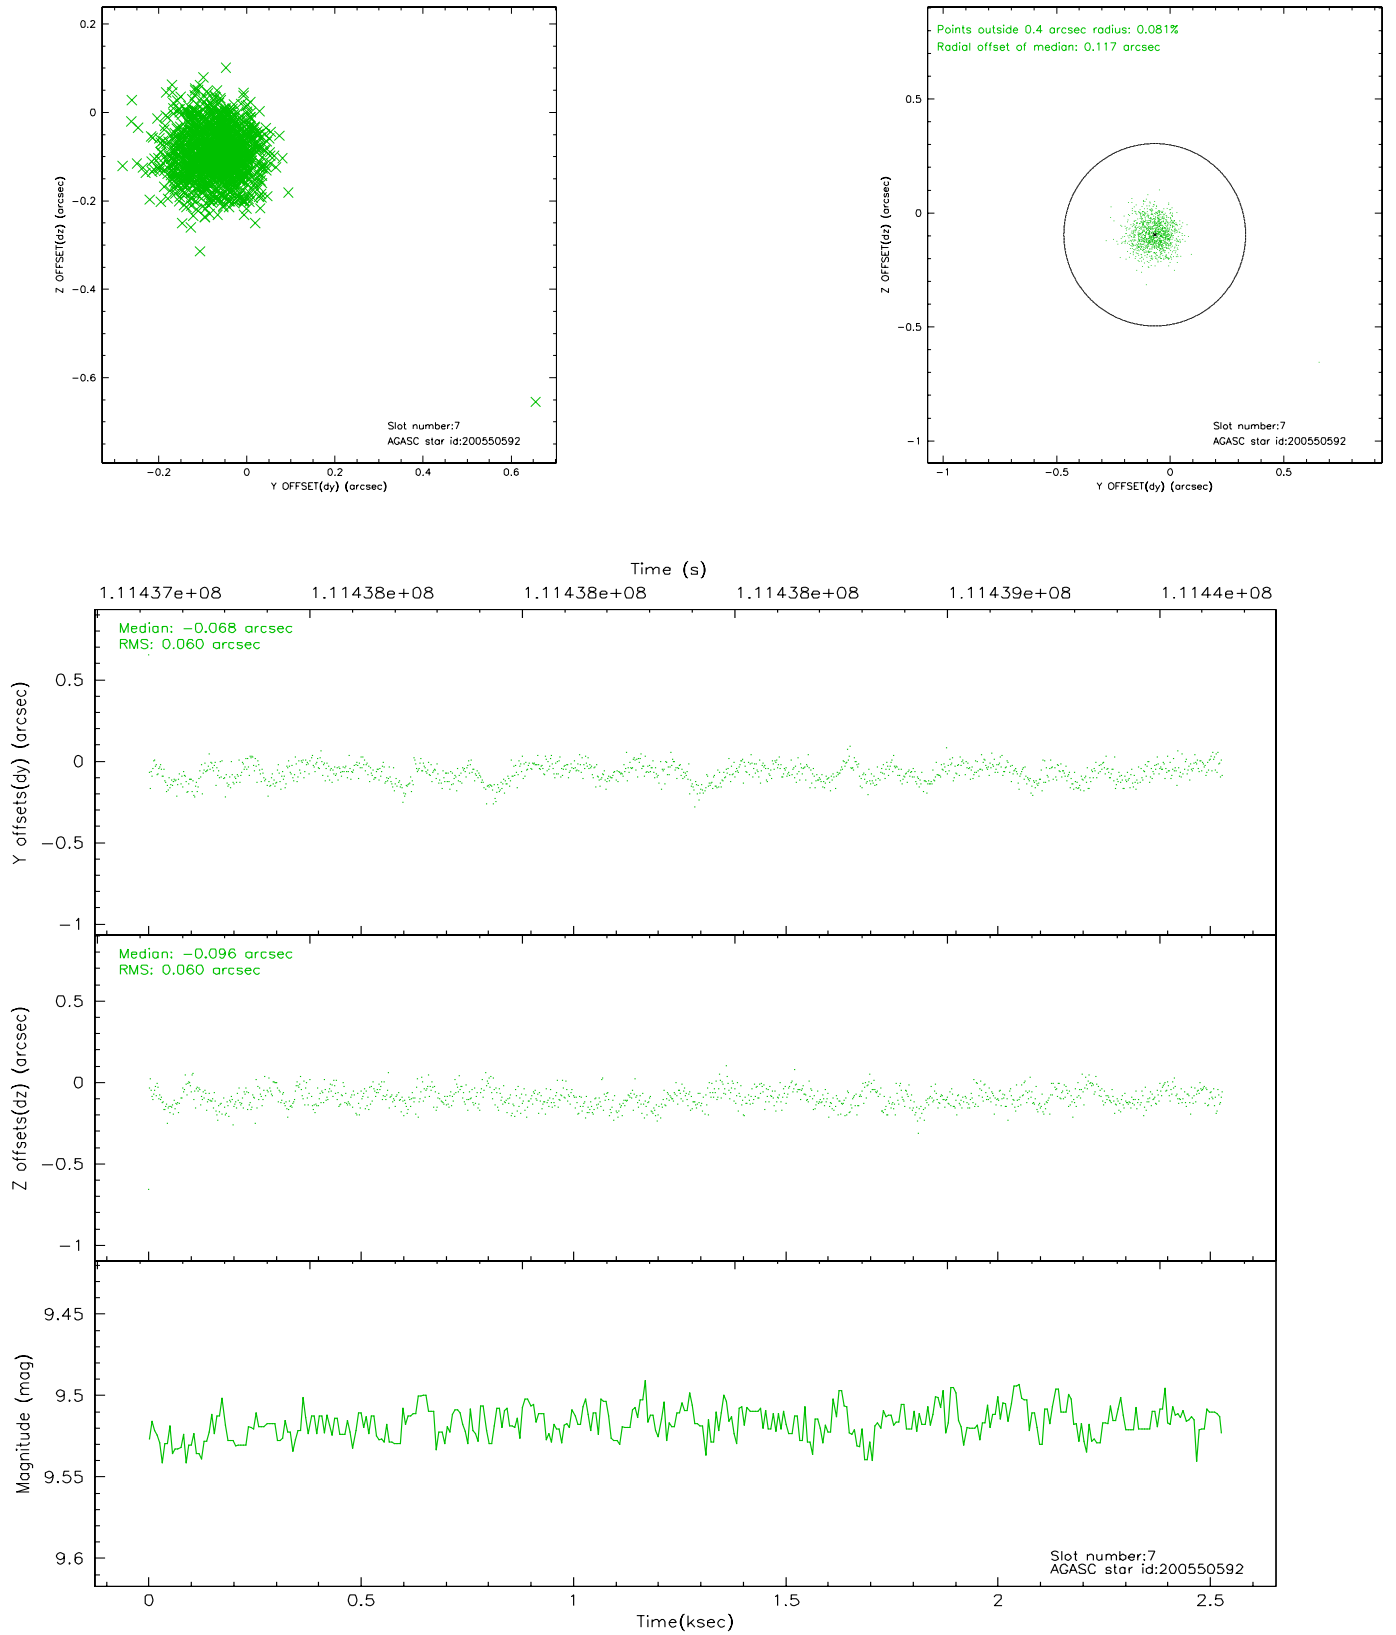 0.2
0
−0.2
−0.4
−0.6
Z OFFSET(dz) (arcsec)
Slot number:7
AGASC star id:200550592
−0.2 0 0.2 0.4 0.6
Y OFFSET(dy) (arcsec)
Points outside 0.4 arcsec radius: 0.081%
Radial offset of median: 0.117 arcsec
0.5
0
−0.5
−1
Z OFFSET(dz) (arcsec)
Slot number:7
AGASC star id:200550592
−1 −0.5 0 0.5
Y OFFSET(dy) (arcsec)
Time (s)
1.11437e+08 1.11438e+08 1.11438e+08 1.11438e+08 1.11439e+08 1.1144e+08
Median: −0.068 arcsec
RMS: 0.060 arcsec
0.5
0
−0.5
−1
Y offsets(dy) (arcsec)
Median: −0.096 arcsec
RMS: 0.060 arcsec
0.5
0
−0.5
−1
Z offsets(dz) (arcsec)
9.45
9.5
9.55
9.6
Magnitude (mag)
Slot number:7
AGASC star id:200550592
0 0.5 1 1.5 2 2.5
Time(ksec)